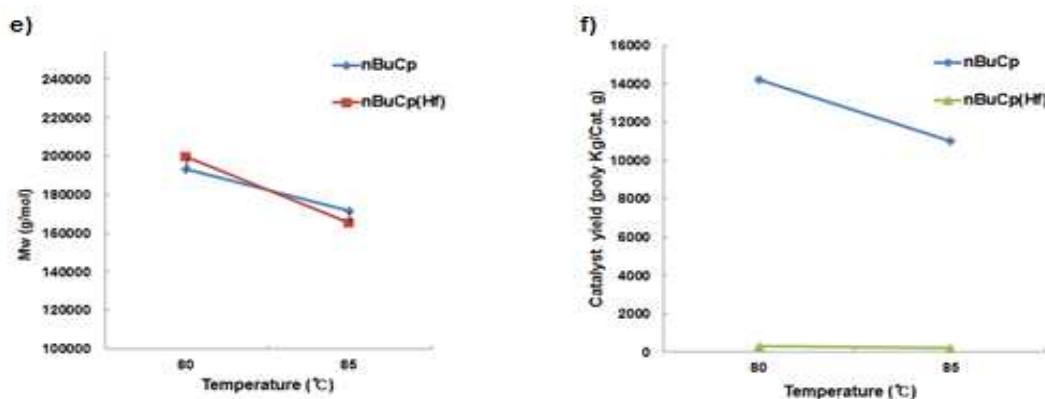 e)
nBuCp
nBuCp(Hf)
240000
220000
200000
180000
160000
140000
120000
100000
Mw (g/mol)
80
85
Temperature (℃)
f)
nBuCp
nBuCp(Hf)
16000
14000
12000
10000
8000
6000
4000
2000
0
Catalyst yield (poly Kg/Cat, g)
80
85
Temperature (℃)